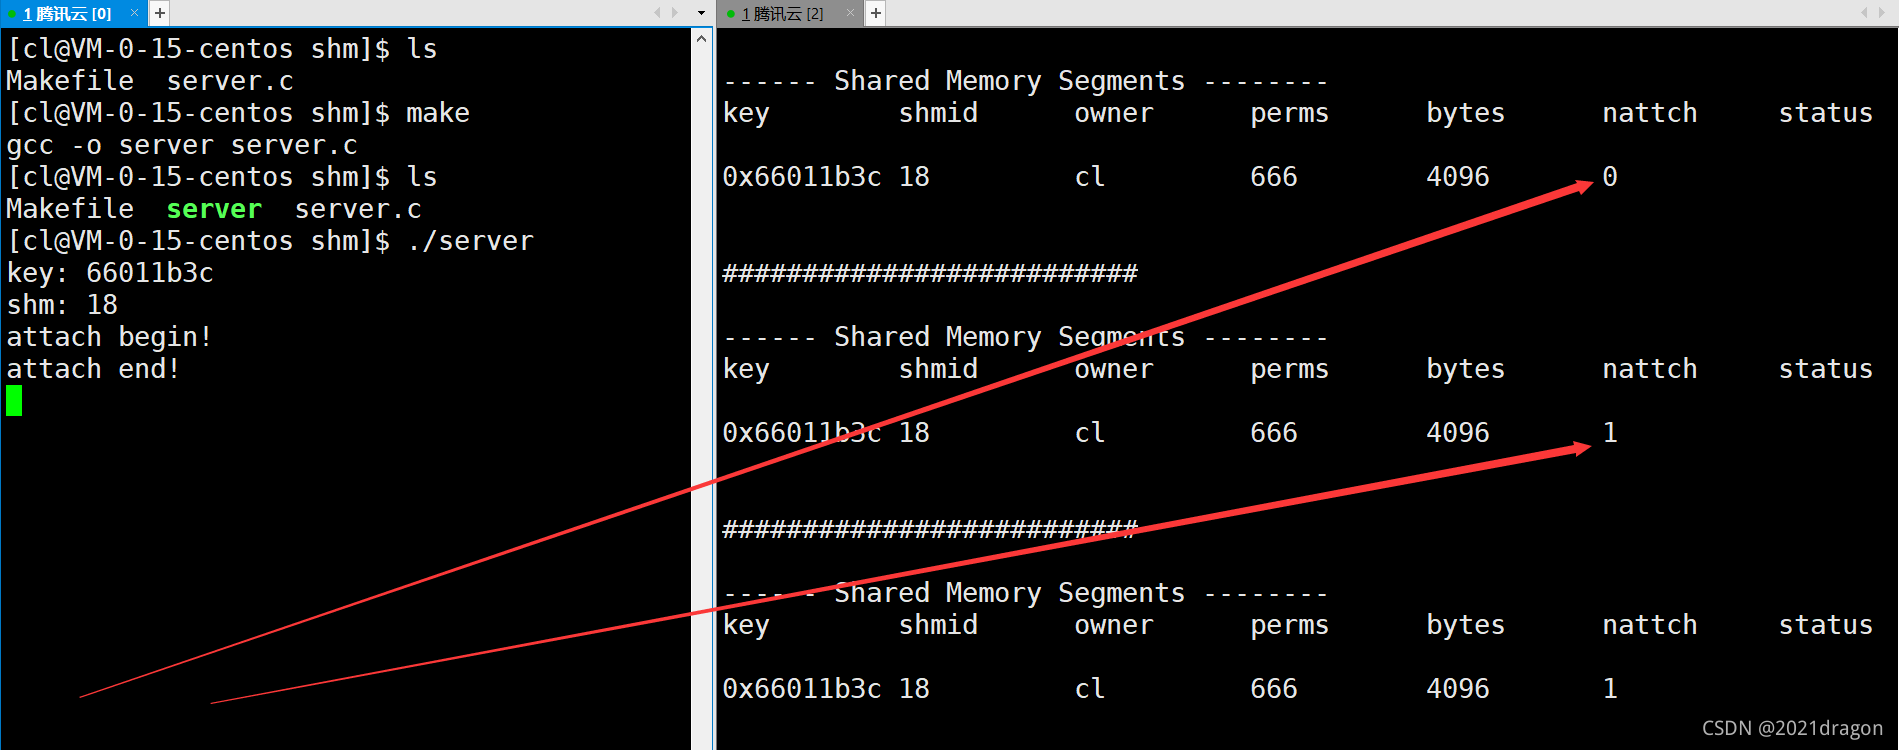 1 腾讯云 [0]
[cl@VM-0-15-centos shm]$ ls
Makefile  server.c
[cl@VM-0-15-centos shm]$ make
gcc -o server server.c
[cl@VM-0-15-centos shm]$ ls
Makefile  server  server.c
[cl@VM-0-15-centos shm]$ ./server
key: 66011b3c
shm: 18
attach begin!
attach end!
1 腾讯云 [2]
------ Shared Memory Segments --------
key        shmid      owner      perms      bytes      nattch     status
0x66011b3c 18         cl         666        4096       0
##########################
------ Shared Memory Segments --------
key        shmid      owner      perms      bytes      nattch     status
0x66011b3c 18         cl         666        4096       1
##########################
------ Shared Memory Segments --------
key        shmid      owner      perms      bytes      nattch     status
0x66011b3c 18         cl         666        4096       1
CSDN @2021dragon